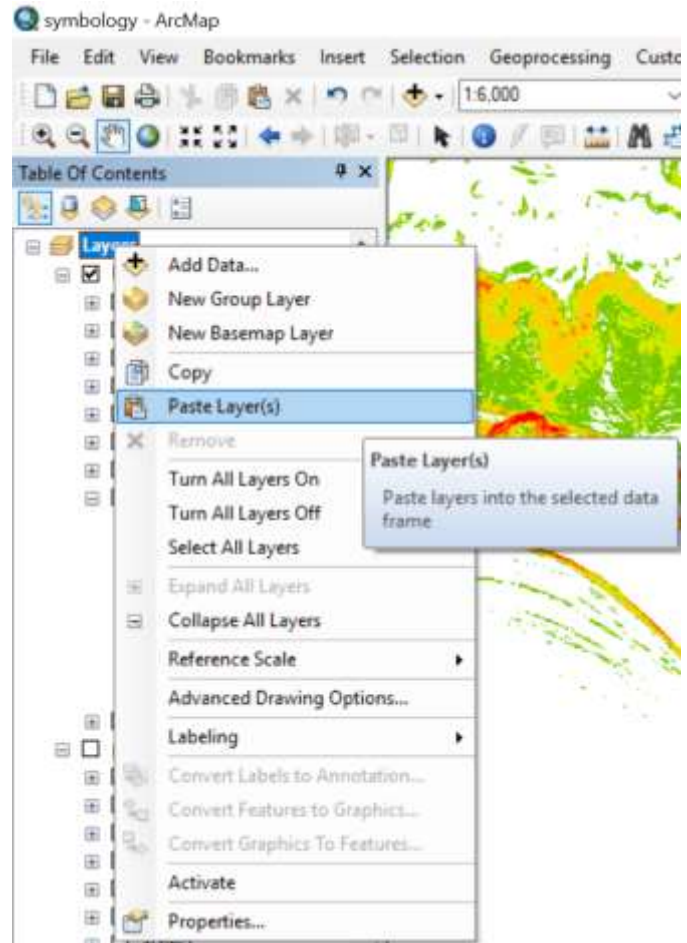 symbology - ArcMap
File Edit View Bookmarks Insert Selection Geoprocessing Custo
1:6,000
Table Of Contents
Layers
Add Data...
New Group Layer
New Basemap Layer
Copy
Paste Layer(s)
Remove
Paste Layer(s)
Paste layers into the selected data
frame
Turn All Layers On
Turn All Layers Off
Select All Layers
Expand All Layers
Collapse All Layers
Reference Scale
Advanced Drawing Options...
Labeling
Convert Labels to Annotation...
Convert Features to Graphics...
Convert Graphics To Features...
Activate
Properties...